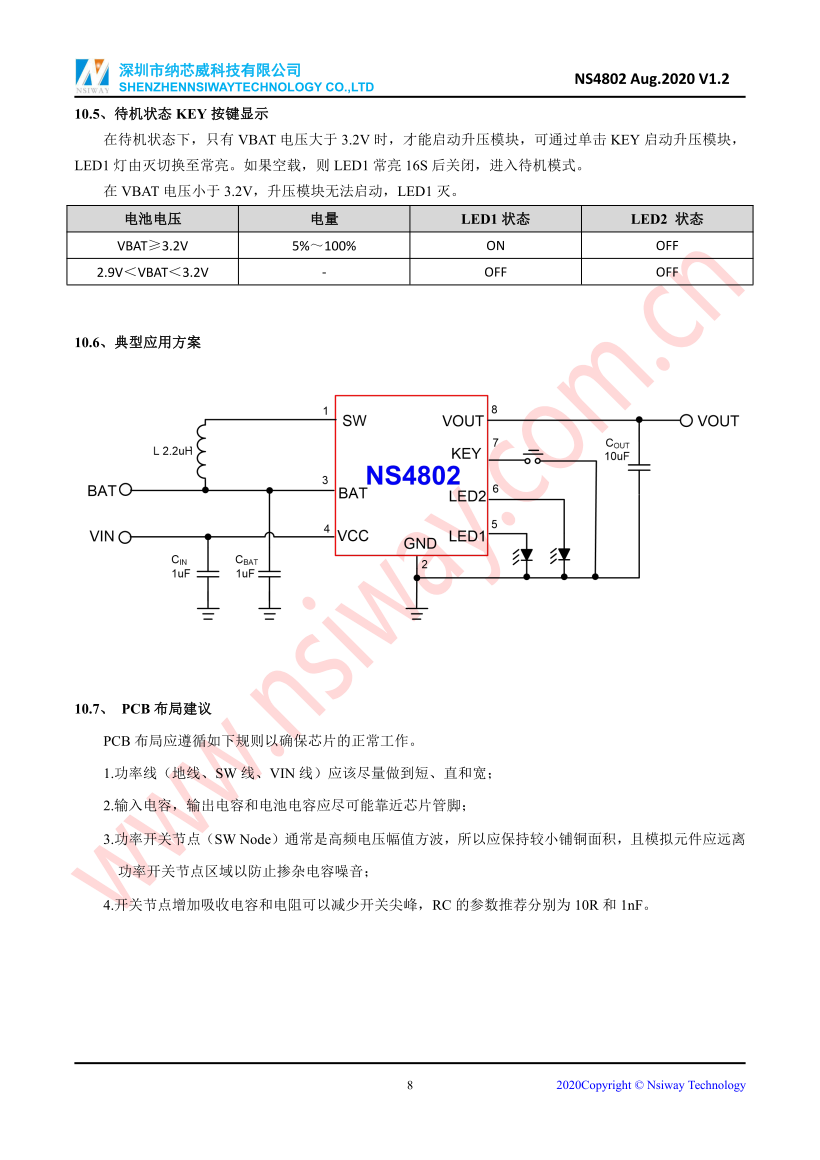 深圳市纳芯威科技有限公司
SHENZHENNSIWAYTECHNOLOGY CO.,LTD
NSIWAY
NS4802 Aug.2020 V1.2
10.5、待机状态 KEY 按键显示
在待机状态下，只有 VBAT 电压大于 3.2V 时，才能启动升压模块，可通过单击 KEY 启动升压模块，
LED1 灯由灭切换至常亮。如果空载，则 LED1 常亮 16S 后关闭，进入待机模式。
在 VBAT 电压小于 3.2V，升压模块无法启动，LED1 灭。
电池电压 电量 LED1 状态 LED2 状态
VBAT≥3.2V 5%～100% ON OFF
2.9V＜VBAT＜3.2V - OFF OFF
10.6、典型应用方案
1 SW VOUT 8 VOUT
L 2.2uH
KEY 7
COUT
10uF
NS4802
BAT 3 BAT LED2 6
VIN 4 VCC LED1 5
GND
2
CIN
1uF
CBAT
1uF
10.7、 PCB 布局建议
PCB 布局应遵循如下规则以确保芯片的正常工作。
1.功率线（地线、SW 线、VIN 线）应该尽量做到短、直和宽；
2.输入电容，输出电容和电池电容应尽可能靠近芯片管脚；
3.功率开关节点（SW Node）通常是高频电压幅值方波，所以应保持较小铺铜面积，且模拟元件应远离
功率开关节点区域以防止掺杂电容噪音；
4.开关节点增加吸收电容和电阻可以减少开关尖峰，RC 的参数推荐分别为 10R 和 1nF。
www.nsiway.com.cn
8
2020Copyright © Nsiway Technology